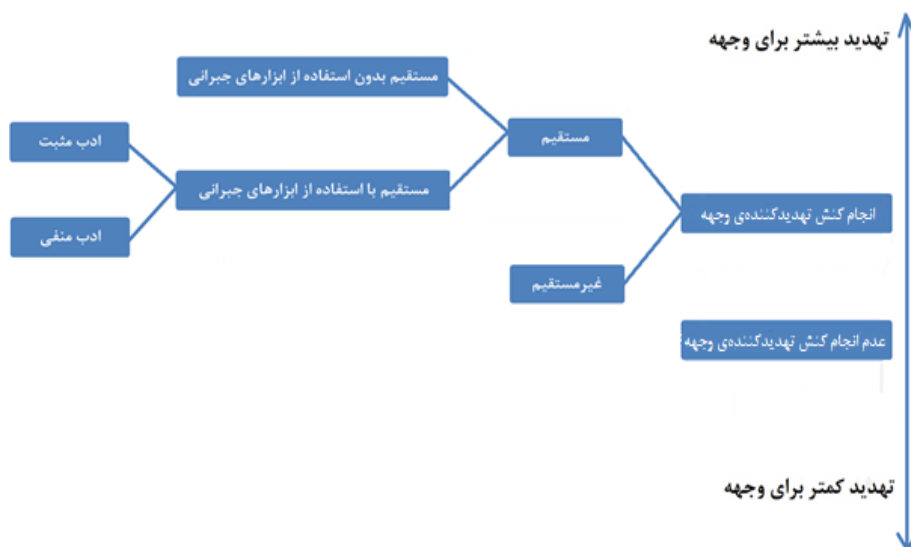 تهدید بیشتر برای وجهه
مستقیم بدون استفاده از ابزارهای جبرانی
مستقیم
ادب مثبت
مستقیم با استفاده از ابزارهای جبرانی
انجام کنش تهدیدکننده‌ی وجهه
ادب منفی
غیرمستقیم
عدم انجام کنش تهدیدکننده‌ی وجهه
تهدید کمتر برای وجهه